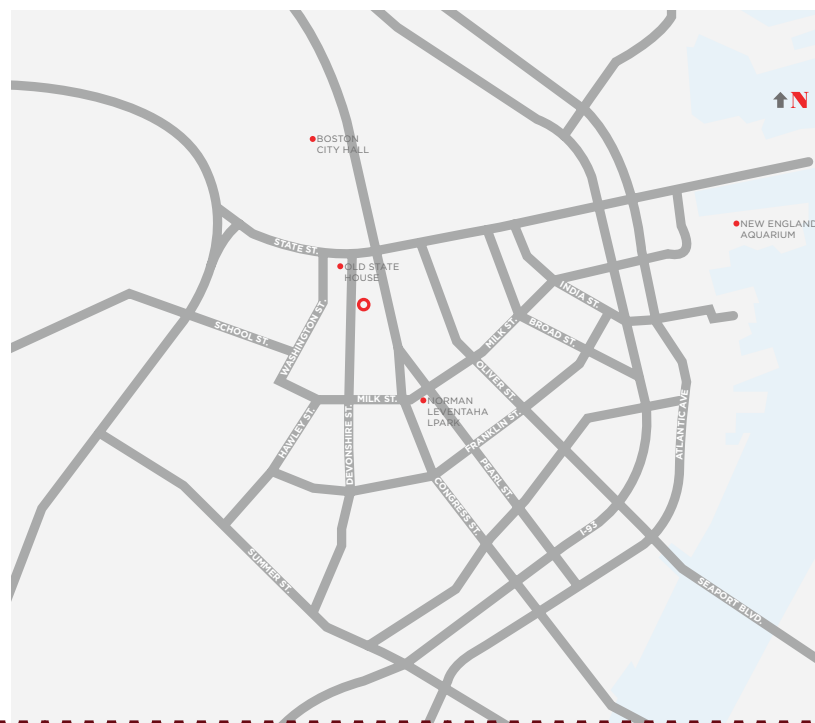 N
BOSTON
CITY HALL
NEW ENGLAND
AQUARIUM
STATE ST.
OLD STATE
HOUSE
INDIA ST.
SCHOOL ST.
WASHINGTON ST.
MILK ST.
BROAD ST.
OLIVER ST.
MILK ST.
NORMAN
LEVENTAHA
LPARK
HAWLEY ST.
DEVONSHIRE ST.
FRANKLIN ST.
ATLANTIC AVE
PEARL ST.
CONGRESS ST.
I-93
SUMMER ST.
SEAPORT BLVD.